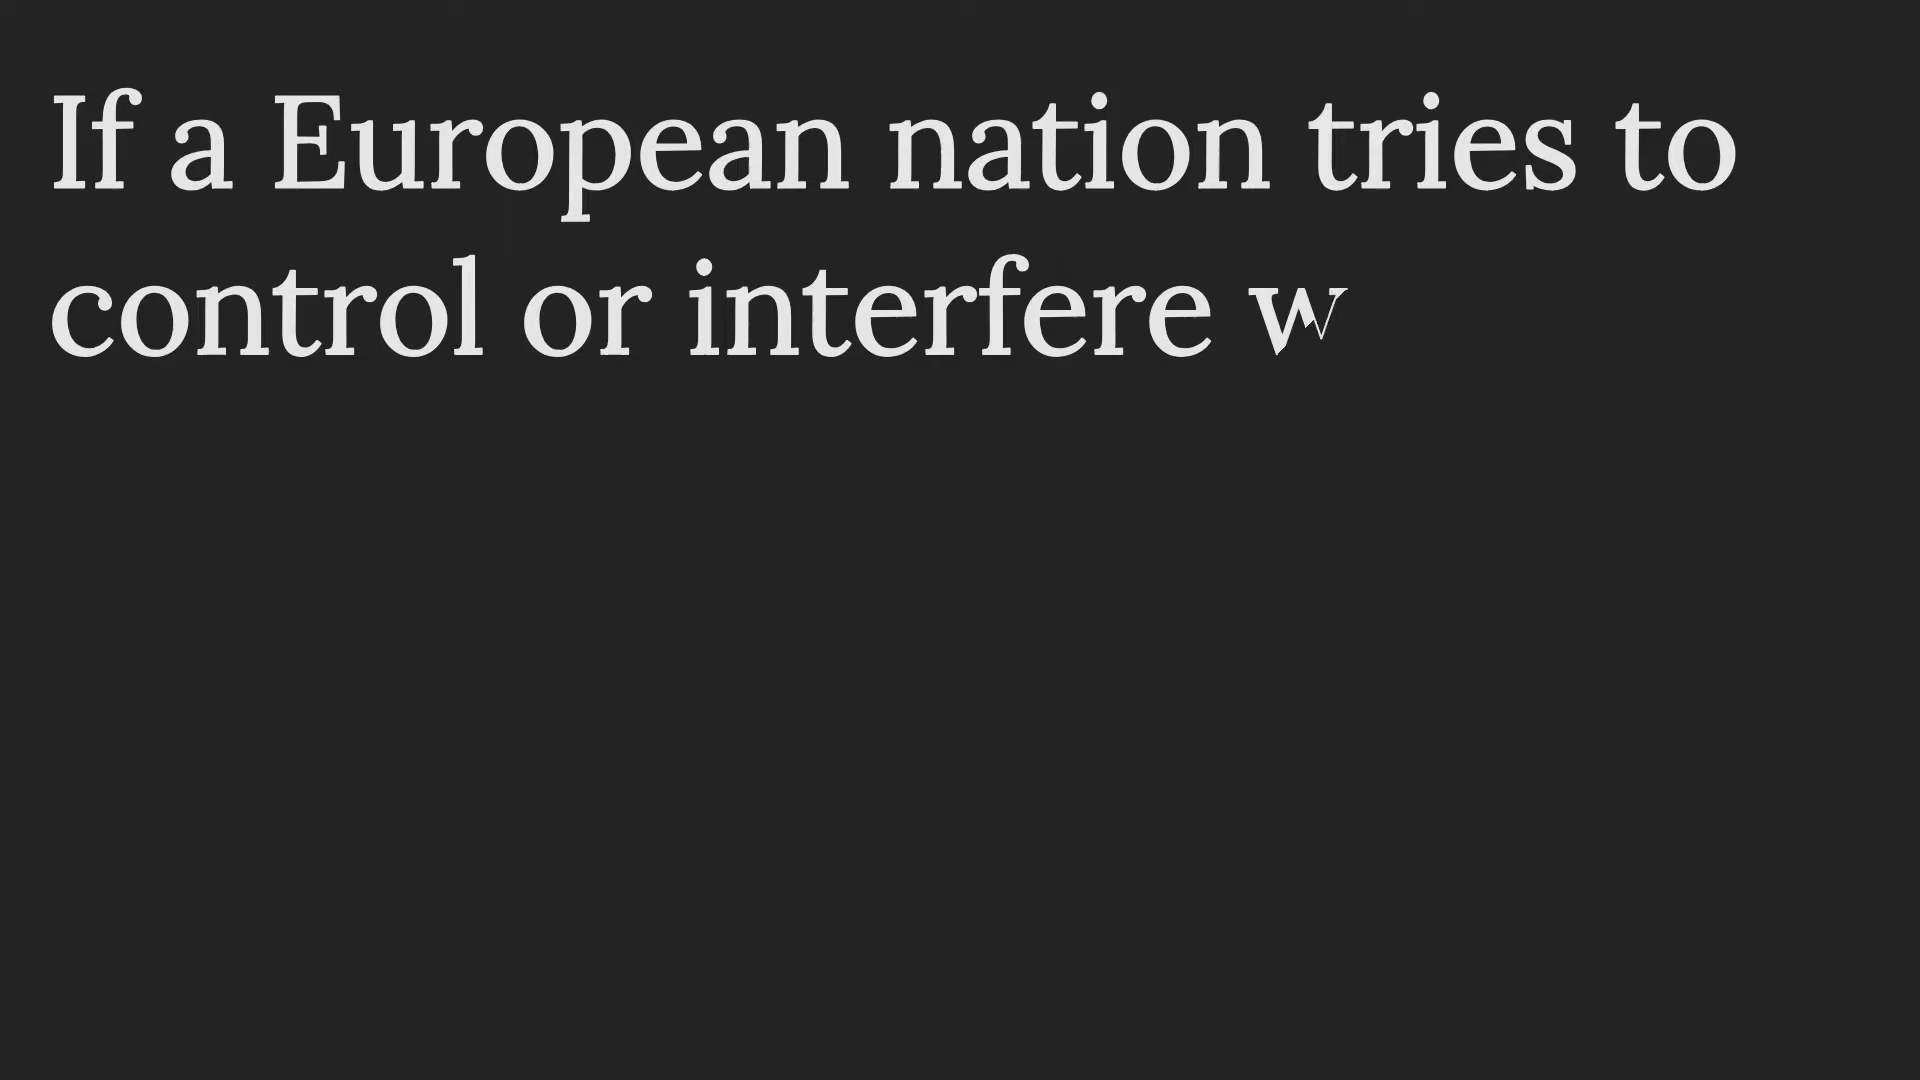 If a European nation tries to
control or interfere w